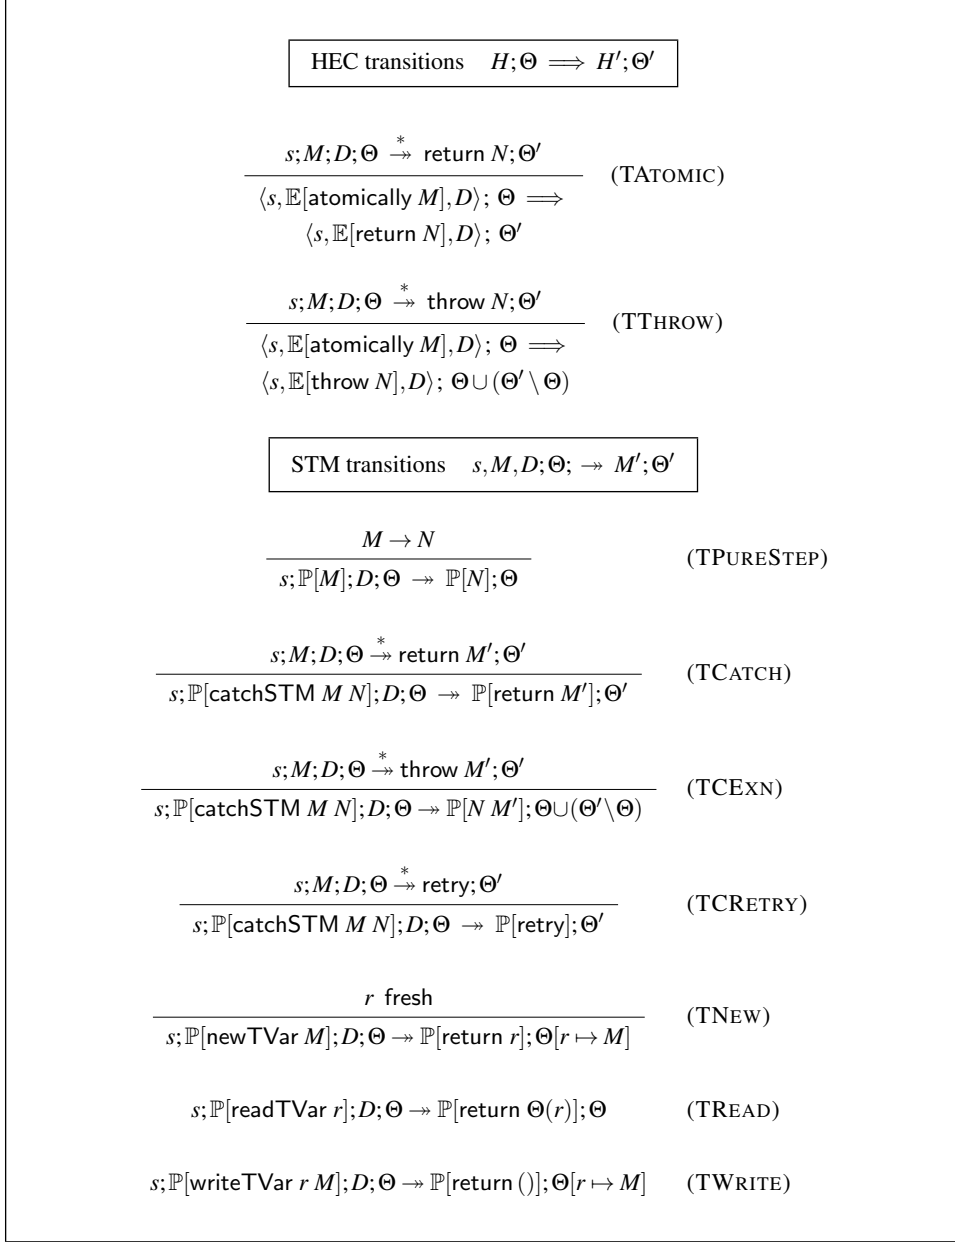 HEC transitions H;Θ ⟹ H′;Θ′
s;M;D;Θ ↠* return N;Θ′
(TATOMIC)
⟨s,𝔼[atomically M],D⟩; Θ ⟹
⟨s,𝔼[return N],D⟩; Θ′
s;M;D;Θ ↠* throw N;Θ′
(TTHROW)
⟨s,𝔼[atomically M],D⟩; Θ ⟹
⟨s,𝔼[throw N],D⟩; Θ∪(Θ′ \ Θ)
STM transitions s,M,D;Θ; ↠ M′;Θ′
M → N
(TPURESTEP)
s;ℙ[M];D;Θ ↠ ℙ[N];Θ
s;M;D;Θ ↠* return M′;Θ′
(TCATCH)
s;ℙ[catchSTM M N];D;Θ ↠ ℙ[return M′];Θ′
s;M;D;Θ ↠* throw M′;Θ′
(TCEXN)
s;ℙ[catchSTM M N];D;Θ ↠ ℙ[N M′];Θ∪(Θ′\Θ)
s;M;D;Θ ↠* retry;Θ′
(TCRETRY)
s;ℙ[catchSTM M N];D;Θ ↠ ℙ[retry];Θ′
r fresh
(TNEW)
s;ℙ[newTVar M];D;Θ ↠ ℙ[return r];Θ[r ↦ M]
s;ℙ[readTVar r];D;Θ ↠ ℙ[return Θ(r)];Θ (TREAD)
s;ℙ[writeTVar r M];D;Θ ↠ ℙ[return ()];Θ[r ↦ M] (TWRITE)